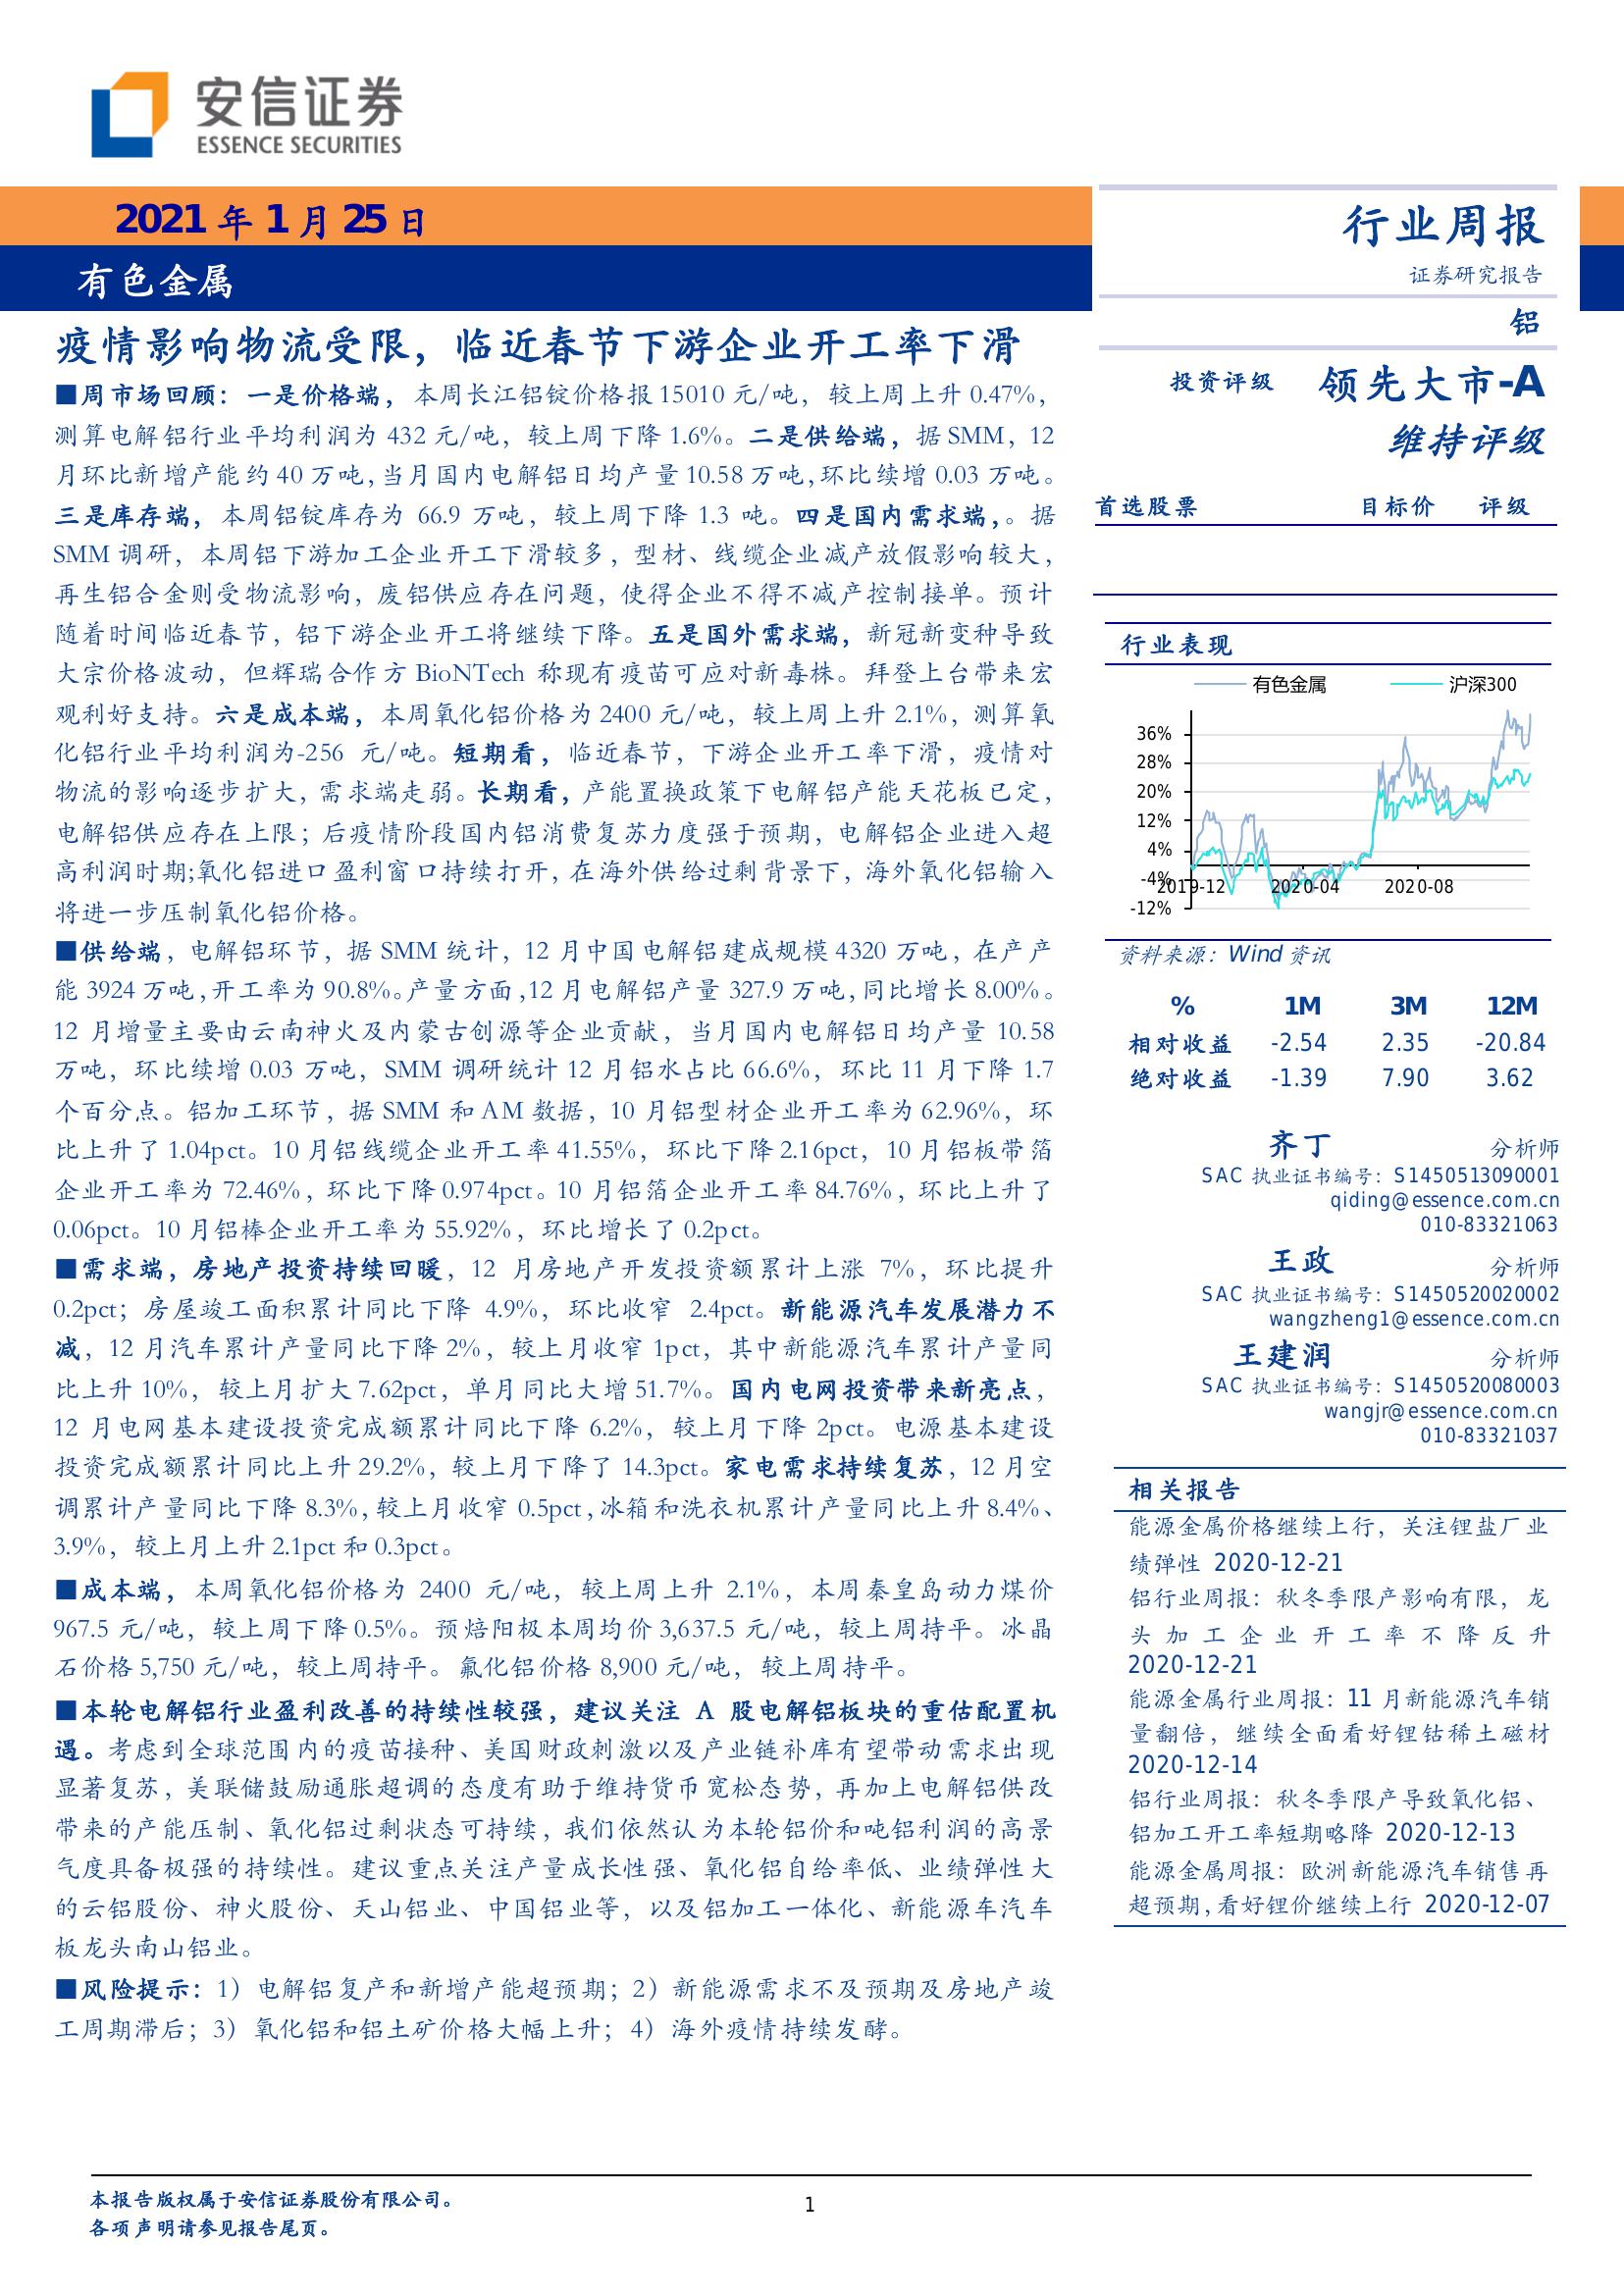 安信证券
ESSENCE SECURITIES
2021 年 1 月 25 日
有色金属
疫情影响物流受限，临近春节下游企业开工率下滑
■周市场回顾：一是价格端，本周长江铝锭价格报 15010 元/吨，较上周上升 0.47%，
测算电解铝行业平均利润为 432 元/吨，较上周下降 1.6%。二是供给端，据 SMM，12
月环比新增产能约 40 万吨,当月国内电解铝日均产量 10.58 万吨,环比续增 0.03 万吨。
三是库存端，本周铝锭库存为 66.9 万吨，较上周下降 1.3 吨。四是国内需求端，。据
SMM 调研，本周铝下游加工企业开工下滑较多，型材、线缆企业减产放假影响较大，
再生铝合金则受物流影响，废铝供应存在问题，使得企业不得不减产控制接单。预计
随着时间临近春节，铝下游企业开工将继续下降。五是国外需求端，新冠新变种导致
大宗价格波动，但辉瑞合作方 BioNTech 称现有疫苗可应对新毒株。拜登上台带来宏
观利好支持。六是成本端，本周氧化铝价格为 2400 元/吨，较上周上升 2.1%，测算氧
化铝行业平均利润为-256 元/吨。短期看，临近春节，下游企业开工率下滑，疫情对
物流的影响逐步扩大，需求端走弱。长期看，产能置换政策下电解铝产能天花板已定，
电解铝供应存在上限；后疫情阶段国内铝消费复苏力度强于预期，电解铝企业进入超
高利润时期;氧化铝进口盈利窗口持续打开，在海外供给过剩背景下，海外氧化铝输入
将进一步压制氧化铝价格。
■供给端，电解铝环节，据 SMM 统计，12 月中国电解铝建成规模 4320 万吨，在产产
能 3924 万吨,开工率为 90.8%。产量方面,12 月电解铝产量 327.9 万吨,同比增长 8.00%。
12 月增量主要由云南神火及内蒙古创源等企业贡献，当月国内电解铝日均产量 10.58
万吨，环比续增 0.03 万吨，SMM 调研统计 12 月铝水占比 66.6%，环比 11 月下降 1.7
个百分点。铝加工环节，据 SMM 和 AM 数据，10 月铝型材企业开工率为 62.96%，环
比上升了 1.04pct。10 月铝线缆企业开工率 41.55%，环比下降 2.16pct，10 月铝板带箔
企业开工率为 72.46%，环比下降 0.974pct。10 月铝箔企业开工率 84.76%，环比上升了
0.06pct。10 月铝棒企业开工率为 55.92%，环比增长了 0.2pct。
■需求端，房地产投资持续回暖，12 月房地产开发投资额累计上涨 7%，环比提升
0.2pct；房屋竣工面积累计同比下降 4.9%，环比收窄 2.4pct。新能源汽车发展潜力不
减，12 月汽车累计产量同比下降 2%，较上月收窄 1pct，其中新能源汽车累计产量同
比上升 10%，较上月扩大 7.62pct，单月同比大增 51.7%。国内电网投资带来新亮点，
12 月电网基本建设投资完成额累计同比下降 6.2%，较上月下降 2pct。电源基本建设
投资完成额累计同比上升 29.2%，较上月下降了 14.3pct。家电需求持续复苏，12 月空
调累计产量同比下降 8.3%,较上月收窄 0.5pct,冰箱和洗衣机累计产量同比上升 8.4%、
3.9%，较上月上升 2.1pct 和 0.3pct。
■成本端，本周氧化铝价格为 2400 元/吨，较上周上升 2.1%，本周秦皇岛动力煤价
967.5 元/吨，较上周下降 0.5%。预焙阳极本周均价 3,637.5 元/吨，较上周持平。冰晶
石价格 5,750 元/吨，较上周持平。氟化铝价格 8,900 元/吨，较上周持平。
■本轮电解铝行业盈利改善的持续性较强，建议关注 A 股电解铝板块的重估配置机
遇。考虑到全球范围内的疫苗接种、美国财政刺激以及产业链补库有望带动需求出现
显著复苏，美联储鼓励通胀超调的态度有助于维持货币宽松态势，再加上电解铝供改
带来的产能压制、氧化铝过剩状态可持续，我们依然认为本轮铝价和吨铝利润的高景
气度具备极强的持续性。建议重点关注产量成长性强、氧化铝自给率低、业绩弹性大
的云铝股份、神火股份、天山铝业、中国铝业等，以及铝加工一体化、新能源车汽车
板龙头南山铝业。
■风险提示：1）电解铝复产和新增产能超预期；2）新能源需求不及预期及房地产竣
工周期滞后；3）氧化铝和铝土矿价格大幅上升；4）海外疫情持续发酵。
行业周报
证券研究报告
铝
投资评级 领先大市-A
维持评级
首选股票 目标价 评级
行业表现
有色金属 沪深300
36%
28%
20%
12%
4%
-4%
2019-12 2020-04 2020-08
-12%
资料来源：Wind 资讯
% 1M 3M 12M
相对收益 -2.54 2.35 -20.84
绝对收益 -1.39 7.90 3.62
齐丁 分析师
SAC 执业证书编号：S1450513090001
qiding@essence.com.cn
010-83321063
王政 分析师
SAC 执业证书编号：S1450520020002
wangzheng1@essence.com.cn
王建润 分析师
SAC 执业证书编号：S1450520080003
wangjr@essence.com.cn
010-83321037
相关报告
能源金属价格继续上行，关注锂盐厂业
绩弹性 2020-12-21
铝行业周报：秋冬季限产影响有限，龙
头加工企业开工率不降反升
2020-12-21
能源金属行业周报：11 月新能源汽车销
量翻倍，继续全面看好锂钴稀土磁材
2020-12-14
铝行业周报：秋冬季限产导致氧化铝、
铝加工开工率短期略降 2020-12-13
能源金属周报：欧洲新能源汽车销售再
超预期,看好锂价继续上行 2020-12-07
本报告版权属于安信证券股份有限公司。
各项声明请参见报告尾页。
1